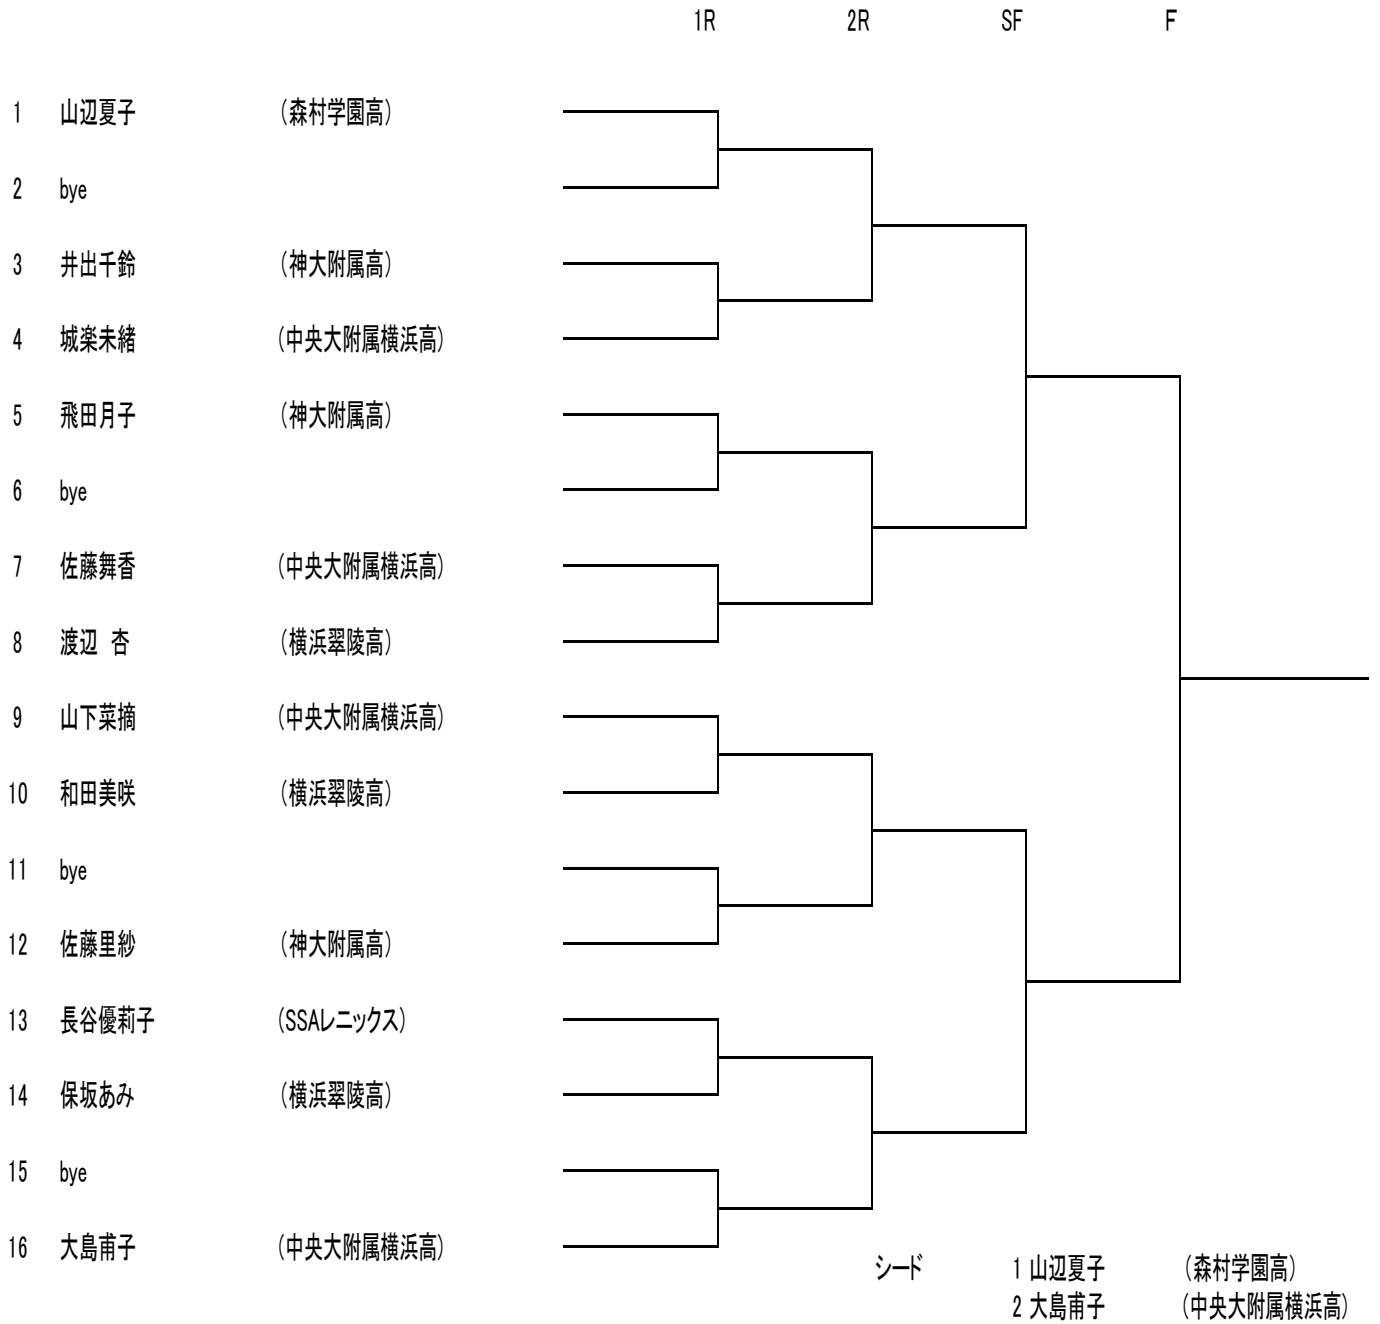 1R 2R SF F
1 山辺夏子 (森村学園高)
2 bye
3 井出千鈴 (神大附属高)
4 城楽未緒 (中央大附属横浜高)
5 飛田月子 (神大附属高)
6 bye
7 佐藤舞香 (中央大附属横浜高)
8 渡辺 杏 (横浜翠陵高)
9 山下菜摘 (中央大附属横浜高)
10 和田美咲 (横浜翠陵高)
11 bye
12 佐藤里紗 (神大附属高)
13 長谷優莉子 (SSAレニックス)
14 保坂あみ (横浜翠陵高)
15 bye
16 大島甫子 (中央大附属横浜高)
シード 1 山辺夏子 (森村学園高)
2 大島甫子 (中央大附属横浜高)